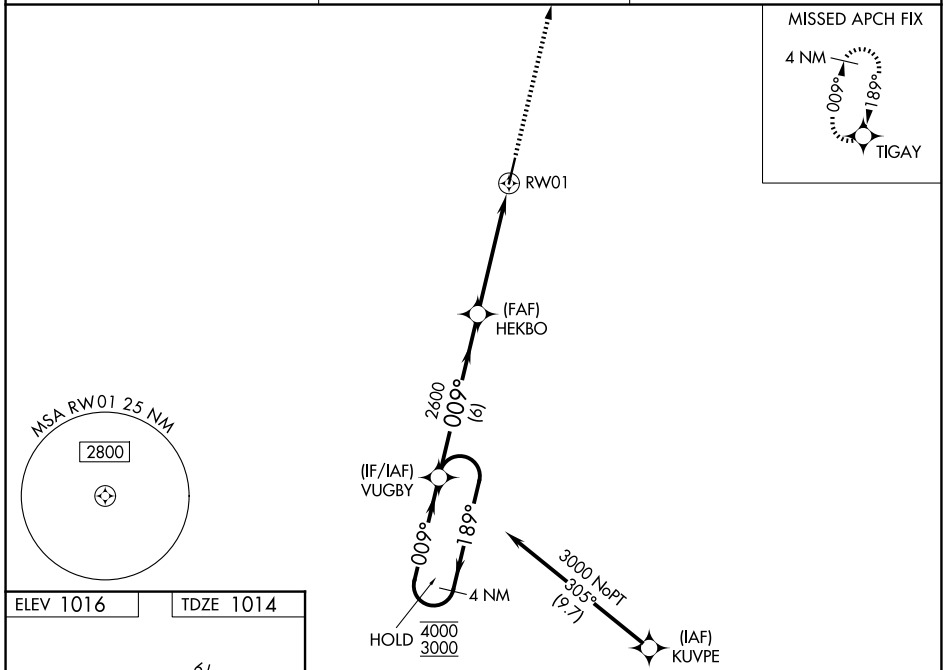 MISSED APCH FIX
4 NM
009°
189°
TIGAY
RW01
(FAF)
HEKBO
2600
009°
(6)
MSA RW01 25 NM
2800
(IF/IAF)
VUGBY
009°
189°
4 NM
HOLD
4000
3000
3000 NoPT
305°
(9.7)
(IAF)
KUVPE
ELEV 1016
TDZE 1014